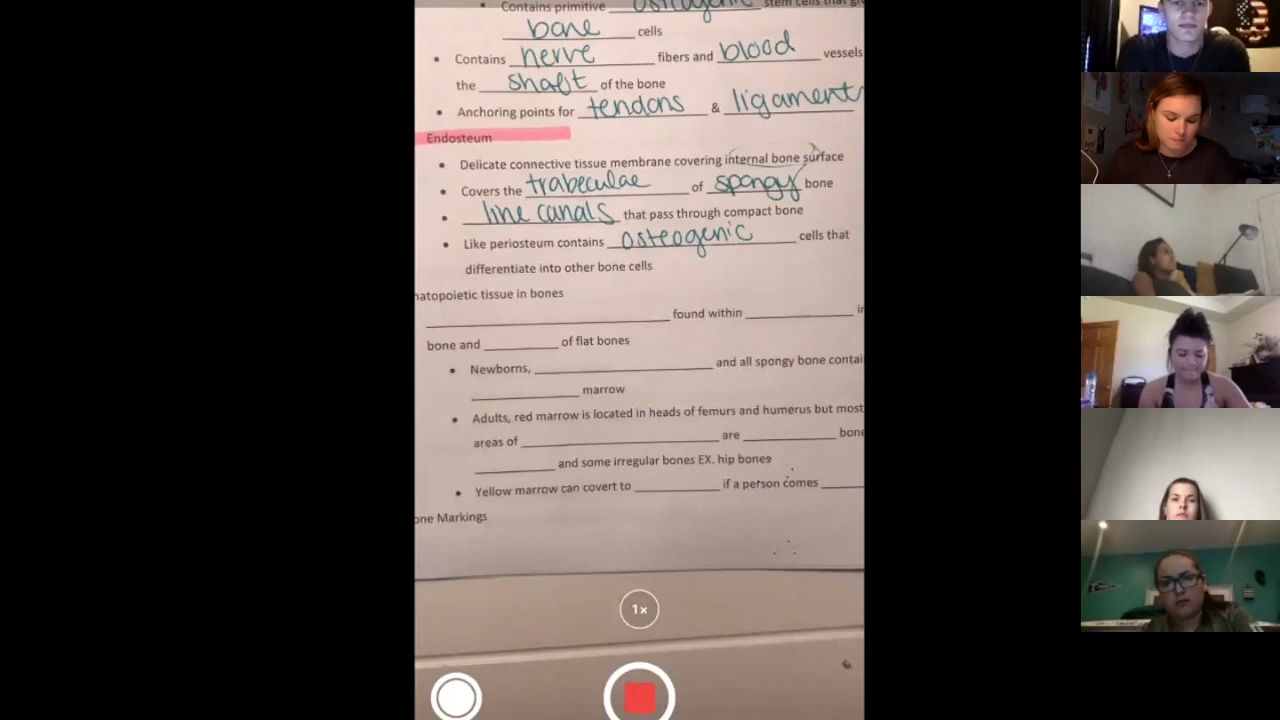 Contains primitive osteogenic stem cells that
bone cells
Contains nerve fibers and blood vessels
the shaft of the bone
Anchoring points for tendons & ligament
Endosteum
Delicate connective tissue membrane covering internal bone surface
Covers the trabeculae of spongy bone
line canals that pass through compact bone
Like periosteum contains osteogenic cells that
differentiate into other bone cells
atopoietic tissue in bones
found within
bone and of flat bones
Newborns, and all spongy bone contai
marrow
Adults, red marrow is located in heads of femurs and humerus but most
areas of are bone
and some irregular bones EX. hip bones
Yellow marrow can covert to if a person comes
one Markings
1x